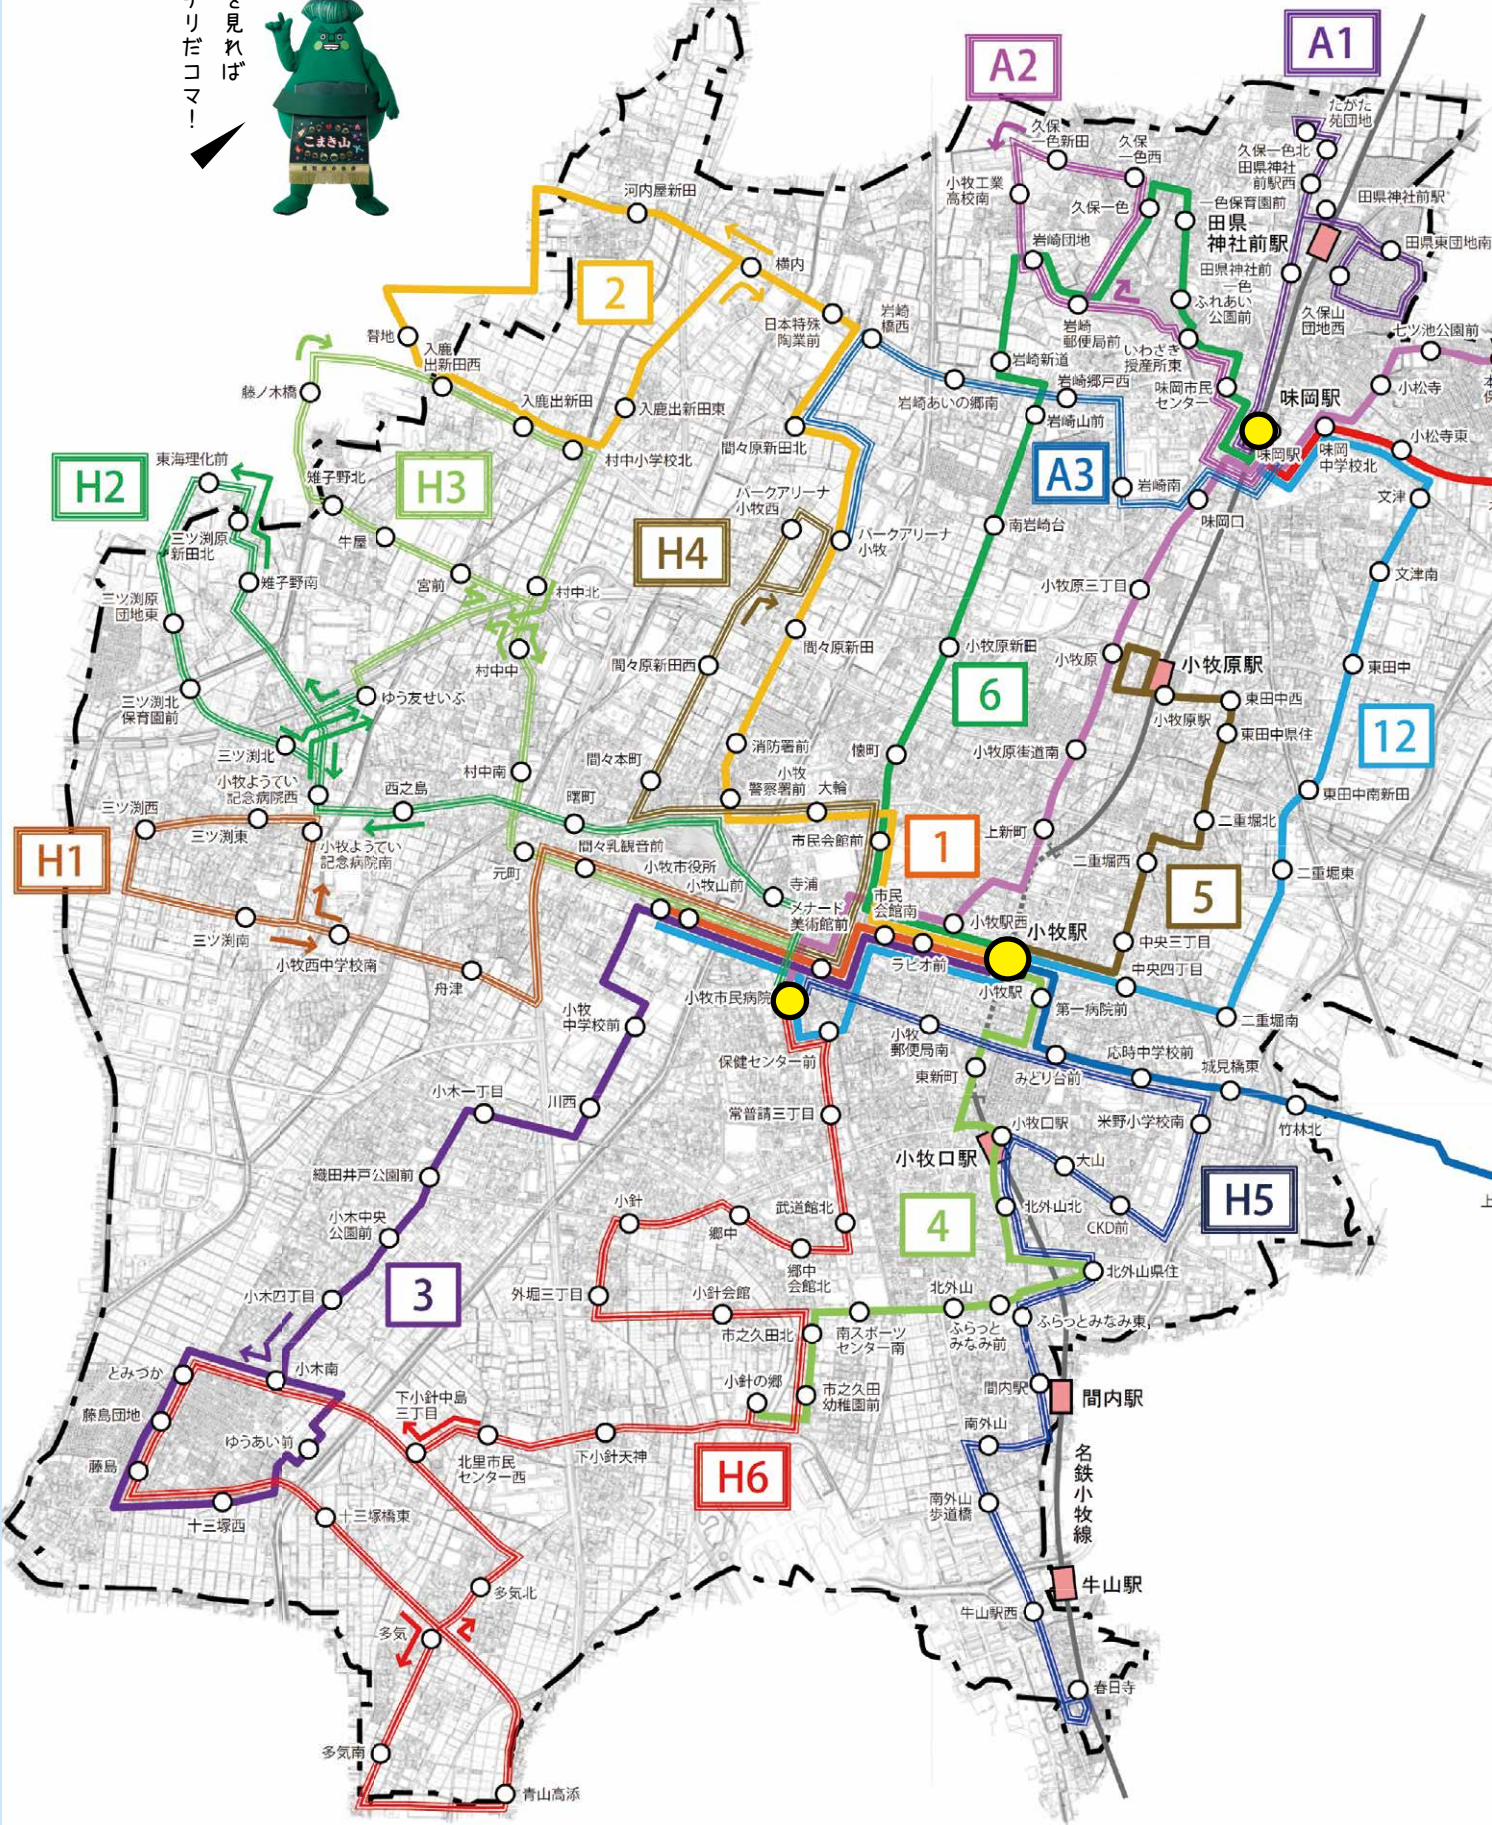 を見れば
リだコマ！
こまき山
A1
A2
たがた
苑団地
久保一色北
田県神社
前駅西
田県神社前駅
田県
神社前駅
田県東団地南
田県神社前
一色
ふれあい
公園前
久保山
団地西
久保
一色新田
久保
一色西
小牧工業
高校南
久保一色
一色保育園前
岩崎団地
岩崎
郵便局前
いわざき
授産所東
七ツ池公園前
小松寺
河内屋新田
横内
2
日本特殊
陶業前
岩崎
橋西
岩崎新道
岩崎郷戸西
岩崎あいの郷南
岩崎山前
味岡市民
センター
味岡駅
味岡駅
味岡
中学校北
小松寺東
替地
入鹿
出新田西
藤ノ木橋
入鹿出新田
入鹿出新田東
間々原新田北
村中小学校北
A3
岩崎南
味岡口
文津
H2
東海理化前
雉子野北
H3
パークアリーナ
小牧西
パークアリーナ
小牧
南岩崎台
三ツ渕原
新田北
牛屋
H4
文津南
雉子野南
宮前
村中北
小牧原三丁目
三ツ渕原
団地東
間々原新田
小牧原新田
小牧原
小牧原駅
村中中
間々原新田西
東田中
三ツ渕北
保育園前
ゆう友せいぶ
6
小牧原駅
東田中西
東田中県住
12
三ツ渕北
消防署前
懐町
小牧原街道南
間々本町
小牧
警察署前
大輪
村中南
小牧ようてい
記念病院西
西之島
東田中南新田
三ツ渕西
三ツ渕東
曙町
市民会館前
1
上新町
二重堀北
H1
小牧ようてい
記念病院南
元町
間々乳観音前
小牧市役所
小牧山前
寺浦
二重堀西
二重堀東
5
メナード
美術館前
市民
会館南
小牧駅西
小牧駅
三ツ渕南
小牧西中学校南
ラピオ前
中央三丁目
中央四丁目
舟津
小牧市民病院
小牧駅
第一病院前
小牧
中学校前
小牧
郵便局南
二重堀南
保健センター前
東新町
みどり台前
応時中学校前
城見橋東
小木一丁目
川西
常普請三丁目
小牧口駅
米野小学校南
竹林北
小牧口駅
大山
織田井戸公園前
小針
武道館北
4
北外山北
CKD前
H5
上
小木中央
公園前
郷中
郷中
会館北
3
北外山県住
小木四丁目
外堀三丁目
小針会館
北外山
市之久田北
南スポーツ
センター南
ふらっと
みなみ前
ふらっとみなみ東
とみづか
小木南
小針の郷
市之久田
幼稚園前
間内駅
間内駅
下小針中島
三丁目
藤島団地
南外山
ゆうあい前
北里市民
センター西
下小針天神
名鉄小牧線
藤島
H6
南外山
歩道橋
十三塚西
十三塚橋東
多気北
牛山駅
牛山駅西
多気
春日寺
多気南
青山高添